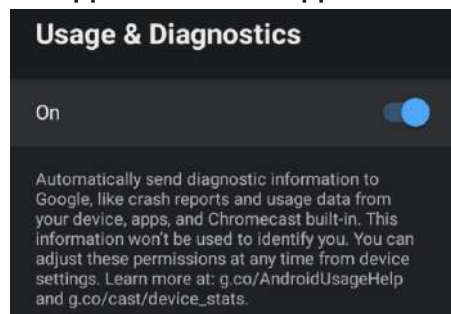 Usage & Diagnostics
On
Automatically send diagnostic information to
Google, like crash reports and usage data from
your device, apps, and Chromecast built-in. This
information won't be used to identify you. You can
adjust these permissions at any time from device
settings. Learn more at: g.co/AndroidUsageHelp
and g.co/cast/device_stats.